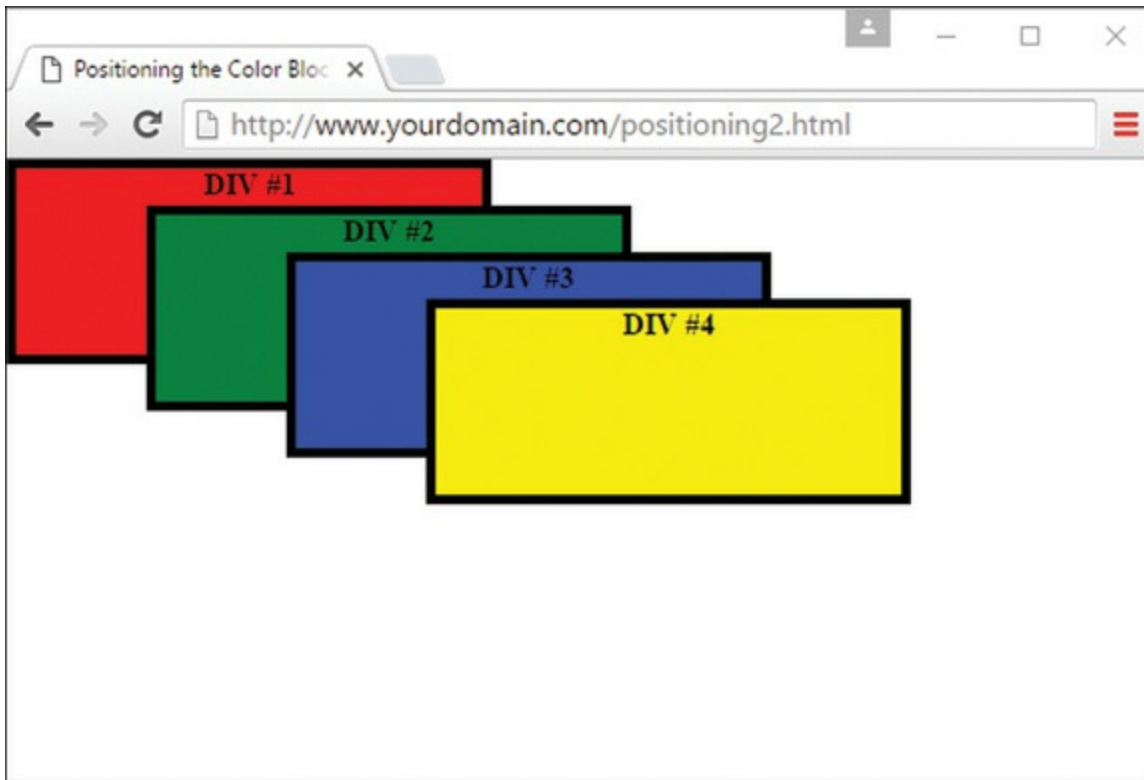 Positioning the Color Bloc
http://www.yourdomain.com/positioning2.html
DIV #1
DIV #2
DIV #3
DIV #4